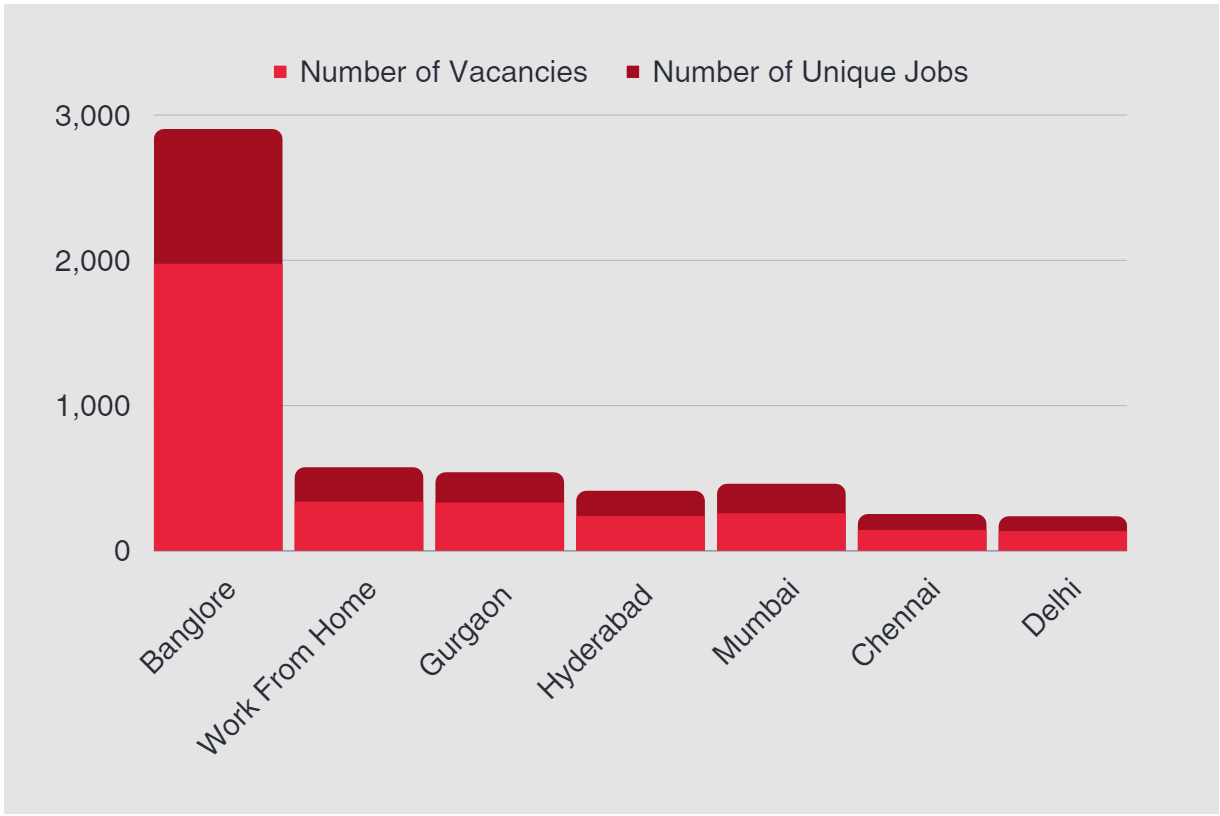 Number of Vacancies
Number of Unique Jobs
3,000
2,000
1,000
0
Banglore
Work From Home
Gurgaon
Hyderabad
Mumbai
Chennai
Delhi